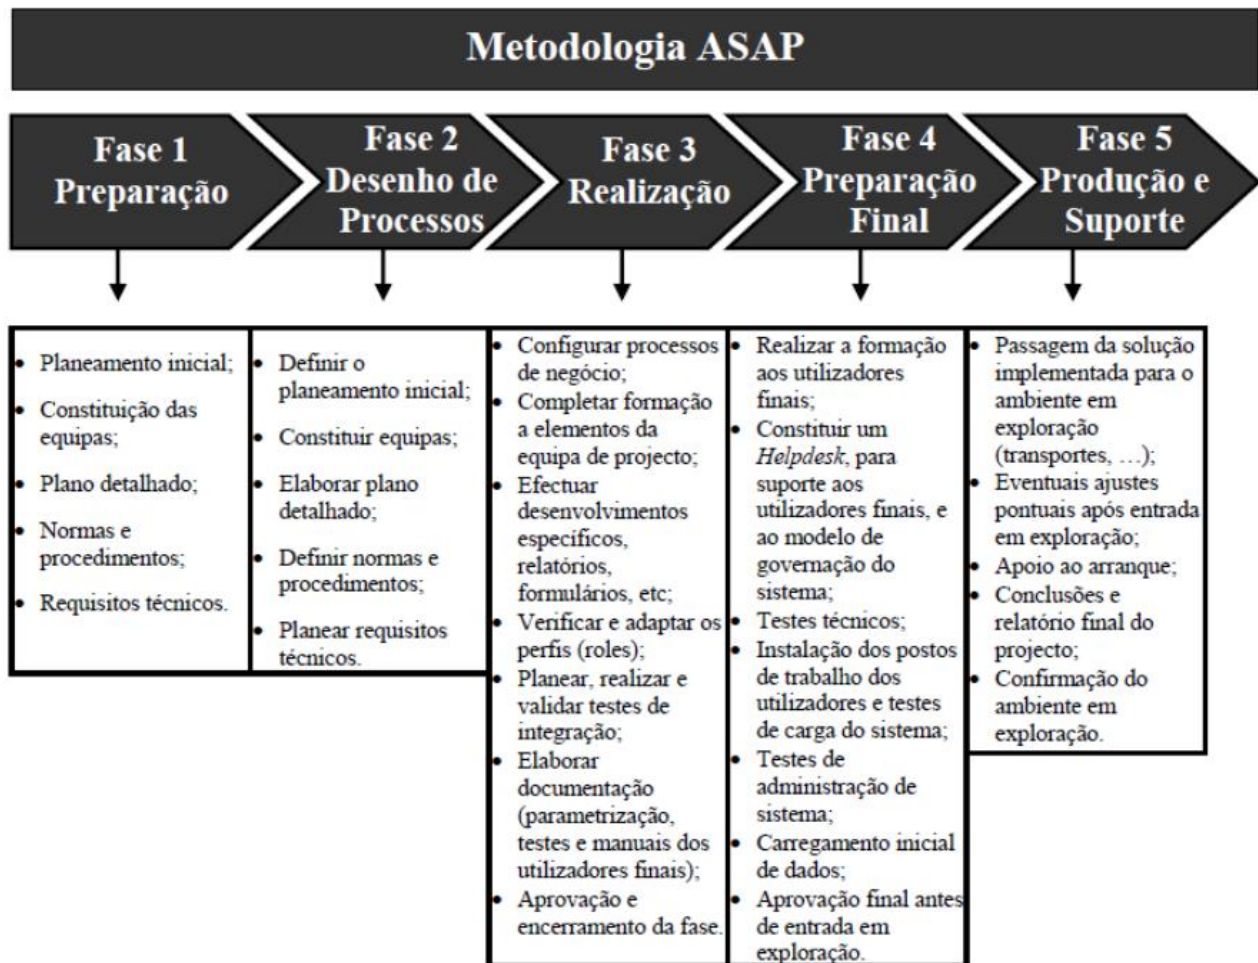 Metodologia ASAP
Fase 1
Preparação
Fase 2
Desenho de
Processos
Fase 3
Realização
Fase 4
Preparação
Final
Fase 5
Produção e
Suporte
• Planeamento inicial;
• Constituição das
equipas;
• Plano detalhado;
• Normas e
procedimentos;
• Requisitos técnicos.
• Definir o
planeamento inicial;
• Constituir equipas;
• Elaborar plano
detalhado;
• Definir normas e
procedimentos;
• Planear requisitos
técnicos.
• Configurar processos
de negócio;
• Completar formação
a elementos da
equipa de projecto;
• Efectuar
desenvolvimentos
específicos,
relatórios,
formulários, etc;
• Verificar e adaptar os
perfis (roles);
• Planear, realizar e
validar testes de
integração;
• Elaborar
documentação
(parametrização,
testes e manuais dos
utilizadores finais);
• Aprovação e
encerramento da fase.
• Realizar a formação
aos utilizadores
finais;
• Constituir um
Helpdesk, para
suporte aos
utilizadores finais, e
ao modelo de
governação do
sistema;
• Testes técnicos;
• Instalação dos postos
de trabalho dos
utilizadores e testes
de carga do sistema;
• Testes de
administração de
sistema;
• Carregamento inicial
de dados;
• Aprovação final antes
de entrada em
exploração.
• Passagem da solução
implementada para o
ambiente em
exploração
(transportes, …);
• Eventuais ajustes
pontuais após entrada
em exploração;
• Apoio ao arranque;
• Conclusões e
relatório final do
projecto;
• Confirmação do
ambiente em
exploração.